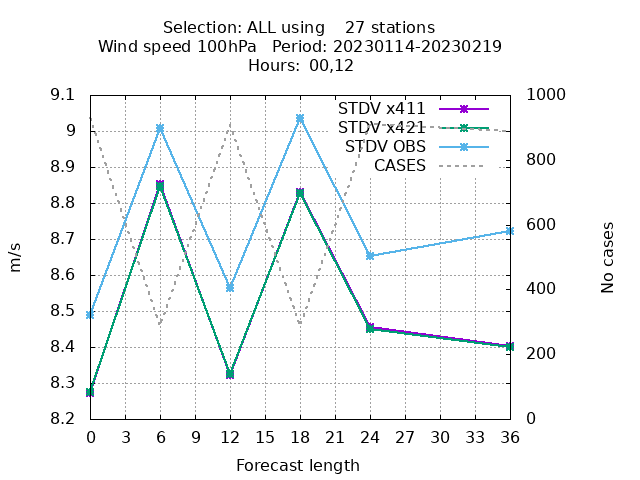 Selection: ALL using    27 stations
Wind speed 100hPa   Period: 20230114-20230219
Hours: 00,12
STDV x411
STDV x421
STDV OBS
CASES
9.1
9
8.9
8.8
8.7
8.6
8.5
8.4
8.3
8.2
m/s
1000
800
600
400
200
0
No cases
0 3 6 9 12 15 18 21 24 27 30 33 36
Forecast length